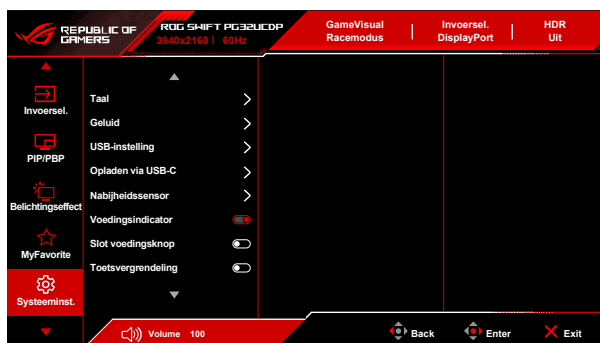 REPUBLIC OF
GAMERS
ROG SWIFT PG32UCDP
3840x2160 | 60Hz
GameVisual
Racemodus
Invoersel.
DisplayPort
HDR
Uit
Invoersel.
PIP/PBP
Belichtingseffect
MyFavorite
Systeeminst.
Taal
Geluid
USB-instelling
Opladen via USB-C
Nabijheidssensor
Voedingsindicator
Slot voedingsknop
Toetsvergrendeling
Volume 100
Back
Enter
Exit